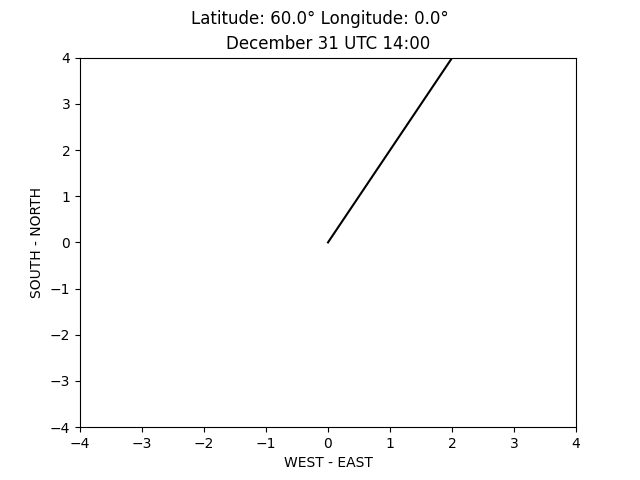 Latitude: 60.0° Longitude: 0.0°
December 31 UTC 14:00
4
3
2
1
0
−1
−2
−3
−4
SOUTH - NORTH
−4 −3 −2 −1 0 1 2 3 4
WEST - EAST